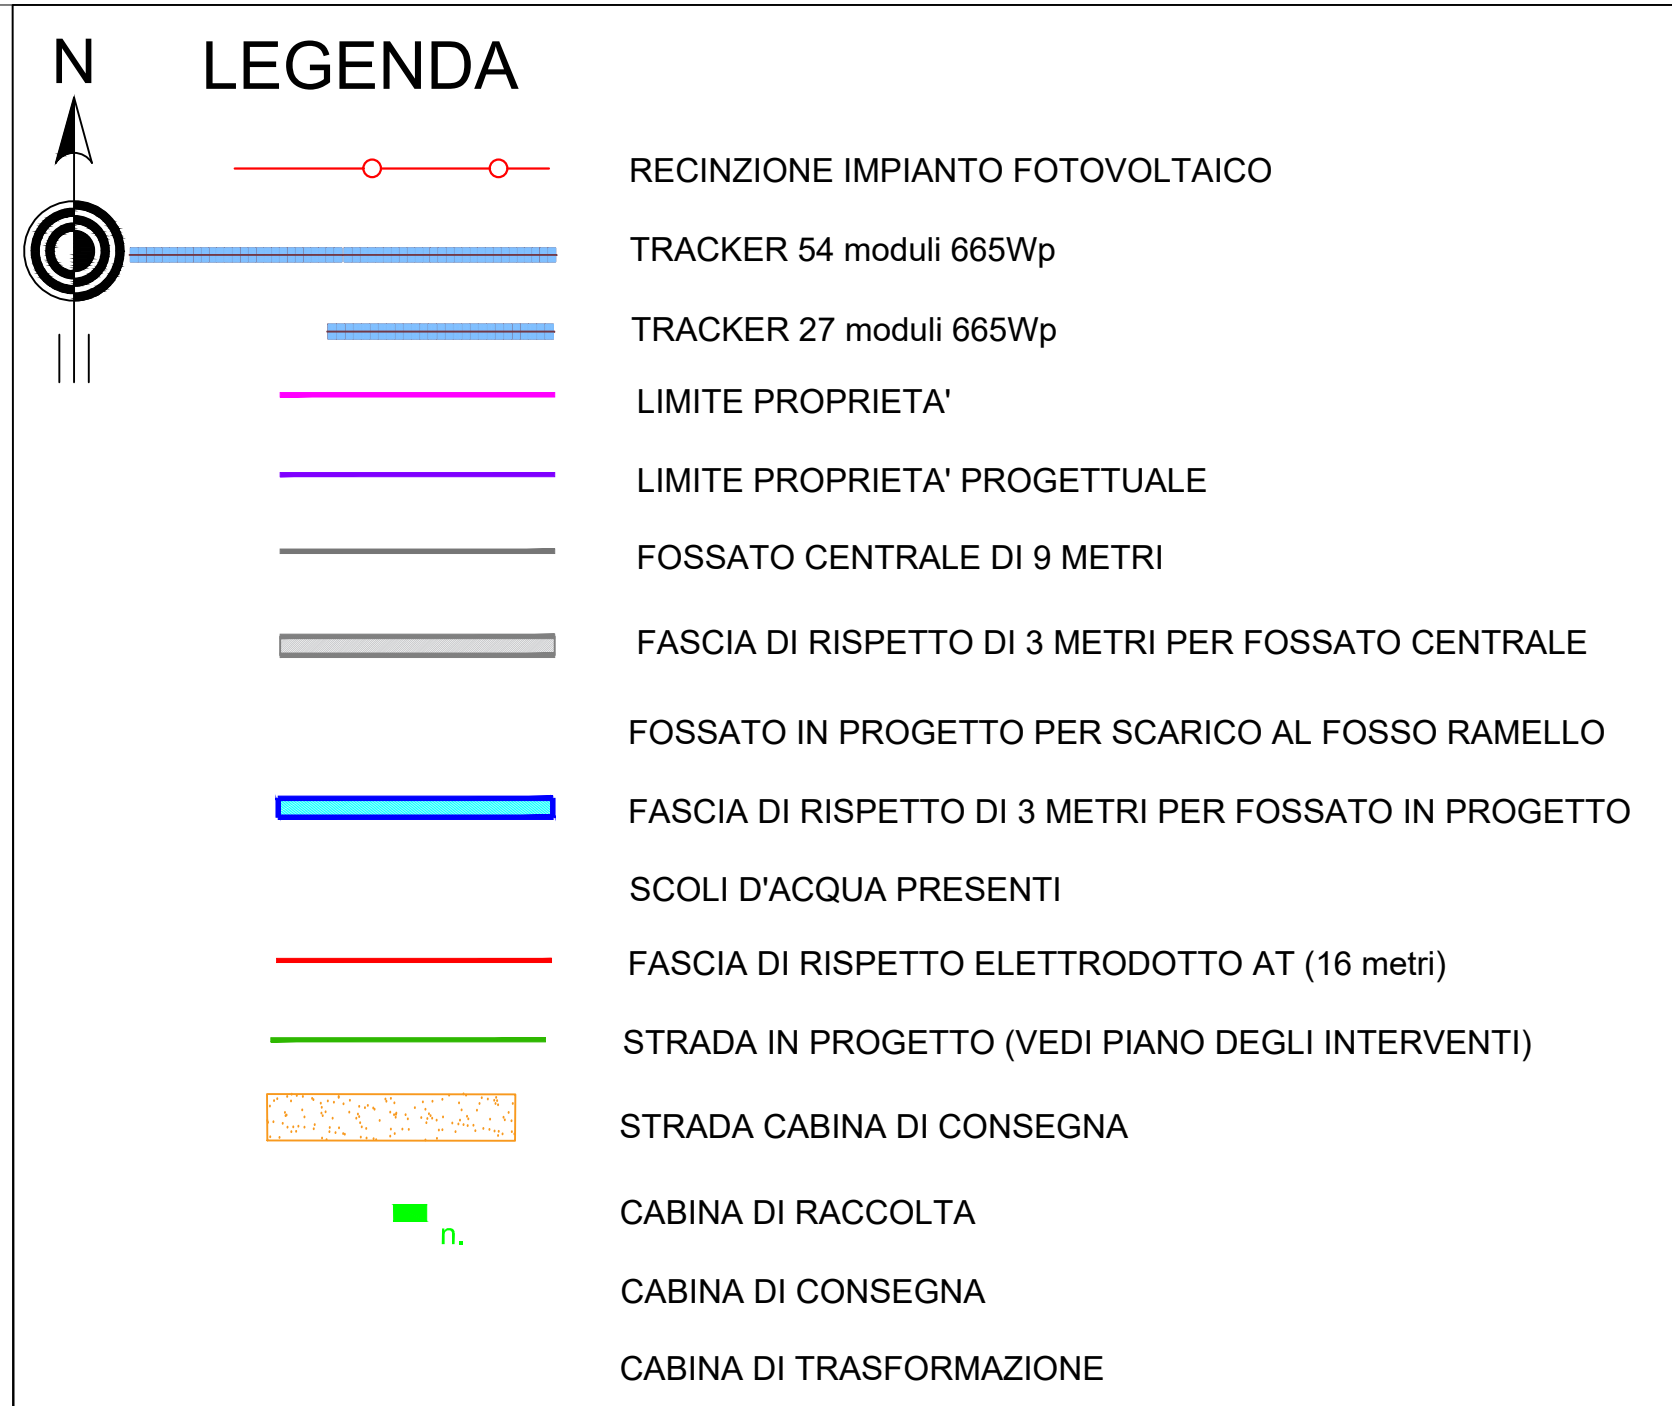 N
LEGENDA
RECINZIONE IMPIANTO FOTOVOLTAICO
TRACKER 54 moduli 665Wp
TRACKER 27 moduli 665Wp
LIMITE PROPRIETA'
LIMITE PROPRIETA' PROGETTUALE
FOSSATO CENTRALE DI 9 METRI
FASCIA DI RISPETTO DI 3 METRI PER FOSSATO CENTRALE
FOSSATO IN PROGETTO PER SCARICO AL FOSSO RAMELLO
FASCIA DI RISPETTO DI 3 METRI PER FOSSATO IN PROGETTO
SCOLI D'ACQUA PRESENTI
FASCIA DI RISPETTO ELETTRODOTTO AT (16 metri)
STRADA IN PROGETTO (VEDI PIANO DEGLI INTERVENTI)
STRADA CABINA DI CONSEGNA
CABINA DI RACCOLTA
n.
CABINA DI CONSEGNA
CABINA DI TRASFORMAZIONE